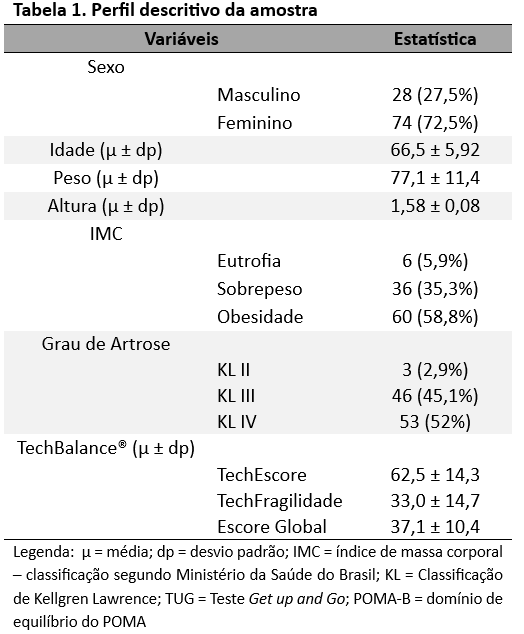 Tabela 1. Perfil descritivo da amostra
Variáveis Estatística
Sexo
Masculino 28 (27,5%)
Feminino 74 (72,5%)
Idade (µ ± dp) 66,5 ± 5,92
Peso (µ ± dp) 77,1 ± 11,4
Altura (µ ± dp) 1,58 ± 0,08
IMC
Eutrofia 6 (5,9%)
Sobrepeso 36 (35,3%)
Obesidade 60 (58,8%)
Grau de Artrose
KL II 3 (2,9%)
KL III 46 (45,1%)
KL IV 53 (52%)
TechBalance® (µ ± dp)
TechEscore 62,5 ± 14,3
TechFragilidade 33,0 ± 14,7
Escore Global 37,1 ± 10,4
Legenda: µ = média; dp = desvio padrão; IMC = índice de massa corporal
– classificação segundo Ministério da Saúde do Brasil; KL = Classificação
de Kellgren Lawrence; TUG = Teste Get up and Go; POMA-B = domínio de
equilíbrio do POMA